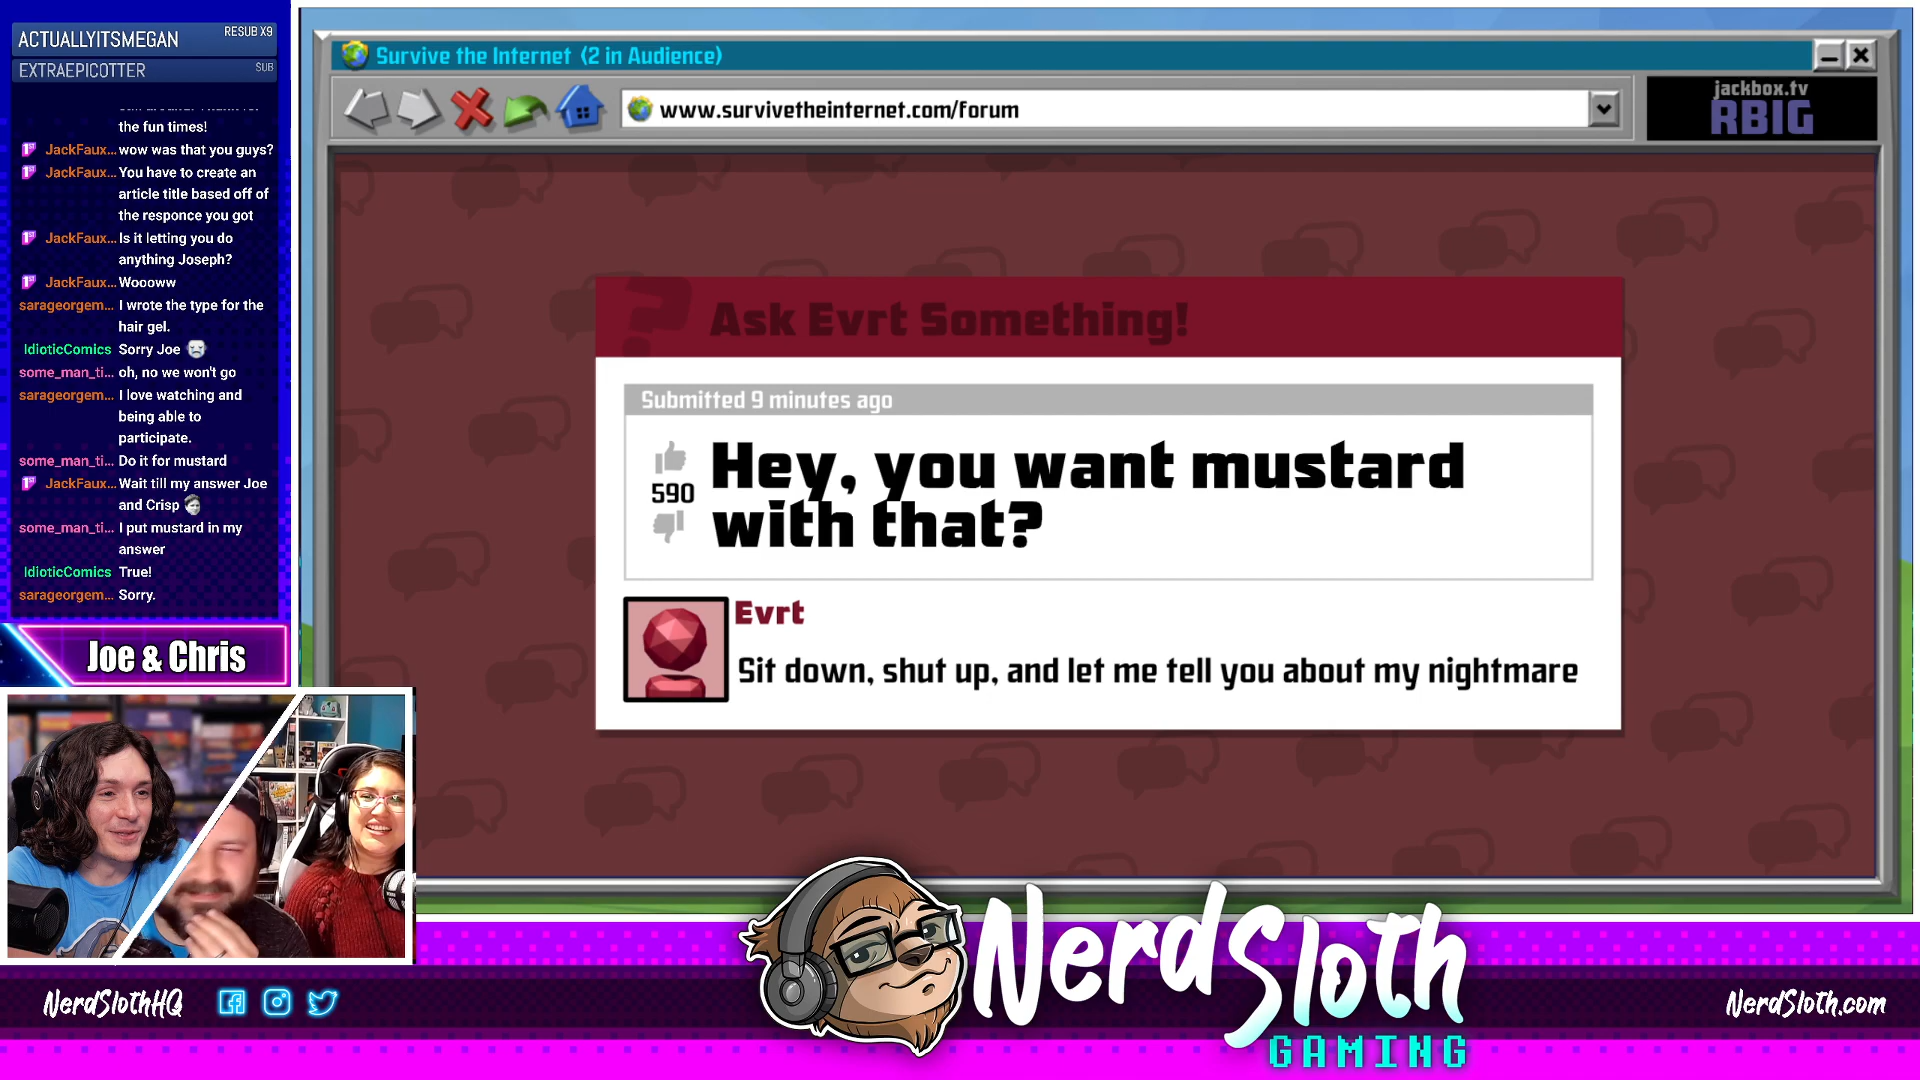 ACTUALLYITSMEGAN RESUB X9
EXTRAEPICOTTER SUB
the fun times!
JackFaux... wow was that you guys?
JackFaux... You have to create an
article title based off of
the responce you got
JackFaux... Is it letting you do
anything Joseph?
JackFaux... Woooww
sarageorgem... I wrote the type for the
hair gel.
IdioticComics Sorry Joe
some_man_ti... oh, no we won't go
sarageorgem... I love watching and
being able to
participate.
some_man_ti... Do it for mustard
JackFaux... Wait till my answer Joe
and Crisp
some_man_ti... I put mustard in my
answer
IdioticComics True!
sarageorgem... Sorry.
Joe & Chris
Survive the Internet (2 in Audience)
www.survivetheinternet.com/forum
jackbox.tv
RBIG
? Ask Evrt Something!
Submitted 9 minutes ago
590
Hey, you want mustard
with that?
Evrt
Sit down, shut up, and let me tell you about my nightmare
NerdSlothHQ
NerdSloth
GAMING
NerdSloth.com